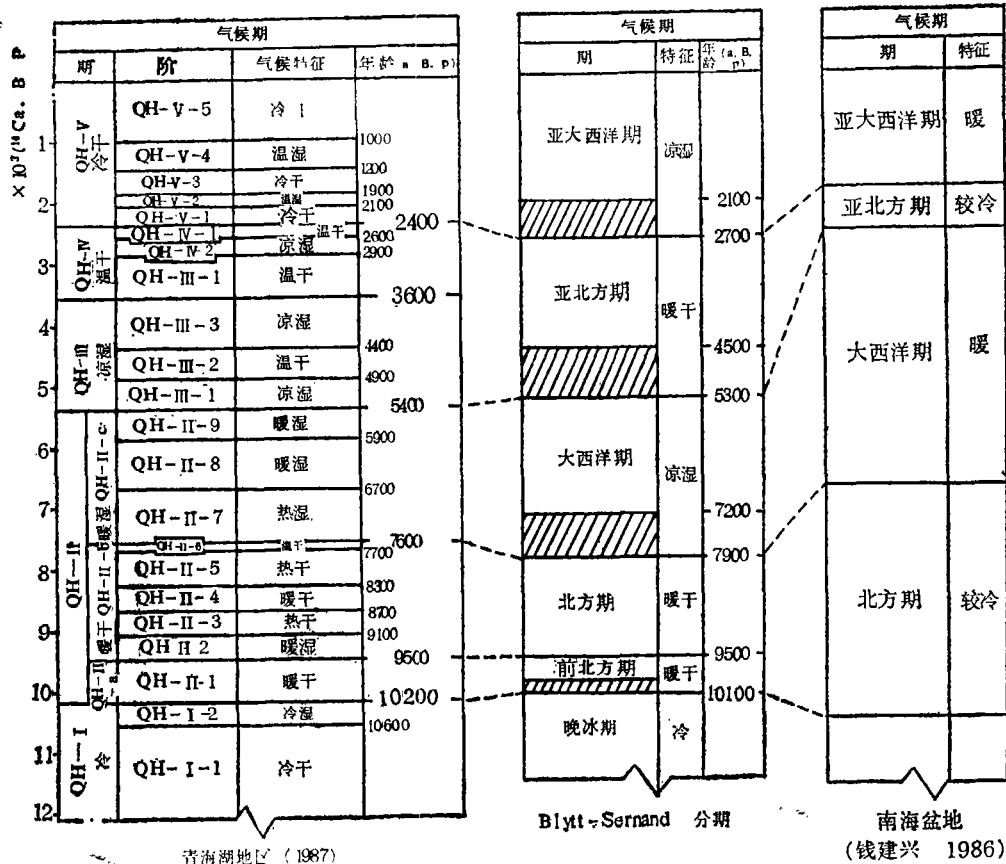 ×10³(¹⁴Ca. B P
1
2
3
4
5
6
7
8
9
10
11
12
气候期
期 阶 气候特征 年龄 a B. p)
QH-V
冷干
QH-V-5 冷
1000
QH-V-4 温湿
1200
QH-V-3 冷干
1900
QH-V-2 温湿
2100
QH-V-1 冷干
2400
QH-IV
温干
QH-IV- 温干
2600
QH-IV-2 凉湿
2900
QH-III-1 温干
3600
QH-III
凉湿
QH-III-3 凉湿
4400
QH-III-2 温干
4900
QH-III-1 凉湿
5400
QH-II
QH-II-c
暖湿
QH-II-9 暖湿
5900
QH-II-8 暖湿
6700
QH-II-7 热湿
7600
QH-II-b
暖干
QH-II-6 温干
7700
QH-II-5 热干
8300
QH-II-4 暖干
8700
QH-II-3 热干
9100
QH II 2 暖湿
9500
QH-II-a
QH-II-1 暖干
10200
QH-I
冷
QH-I-2 冷湿
10600
QH-I-1 冷干
青海湖地区 (1987)
气候期
期 特征 年龄 (a, B. p)
亚大西洋期 凉湿
2100
2700
亚北方期 暖干
4500
5300
大西洋期 凉湿
7200
7900
北方期 暖干
9500
前北方期 暖干
10100
晚冰期 冷
Blytt-Sernand 分期
气候期
期 特征
亚大西洋期 暖
亚北方期 较冷
大西洋期 暖
北方期 较冷
南海盆地
(钱建兴 1986)